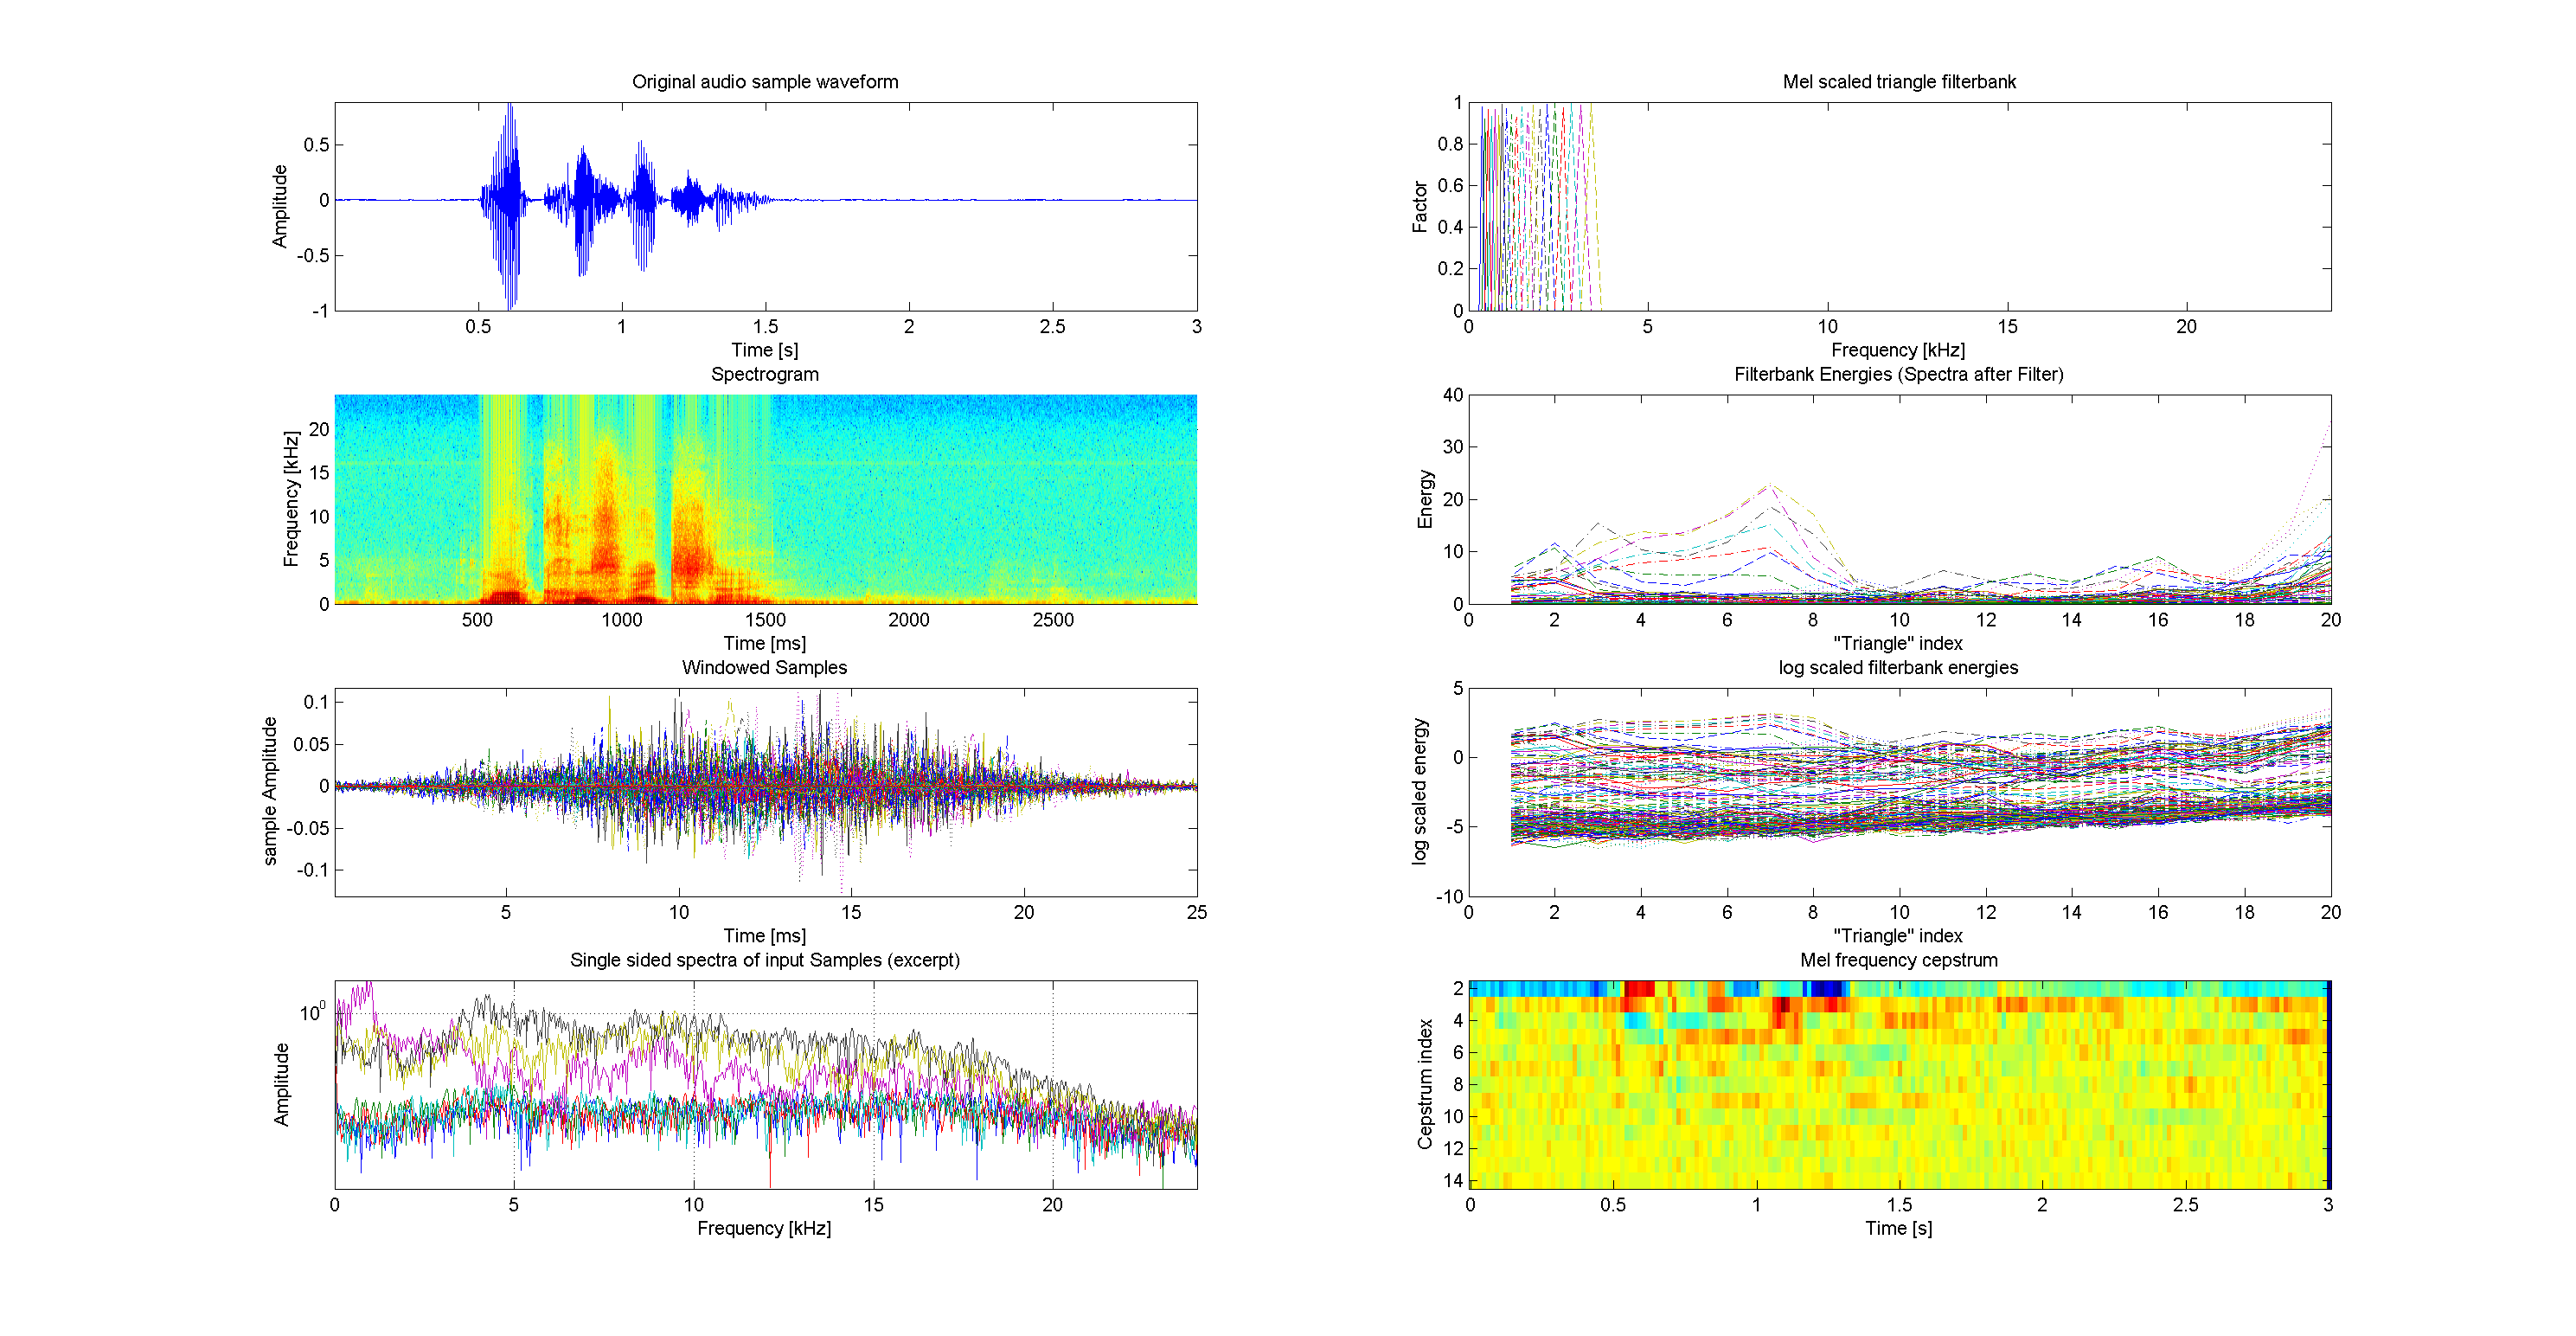 Original audio sample waveform
Amplitude
0.5
0
-0.5
-1
0.5 1 1.5 2 2.5 3
Time [s]
Spectrogram
Frequency [kHz]
20
15
10
5
0
500 1000 1500 2000 2500
Time [ms]
Windowed Samples
sample Amplitude
0.1
0.05
0
-0.05
-0.1
5 10 15 20 25
Time [ms]
Single sided spectra of input Samples (excerpt)
Amplitude
10^0
0 5 10 15 20
Frequency [kHz]
Mel scaled triangle filterbank
Factor
1
0.8
0.6
0.4
0.2
0
0 5 10 15 20
Frequency [kHz]
Filterbank Energies (Spectra after Filter)
Energy
40
30
20
10
0
0 2 4 6 8 10 12 14 16 18 20
"Triangle" index
log scaled filterbank energies
log scaled energy
5
0
-5
-10
0 2 4 6 8 10 12 14 16 18 20
"Triangle" index
Mel frequency cepstrum
Cepstrum index
2
4
6
8
10
12
14
0 0.5 1 1.5 2 2.5 3
Time [s]